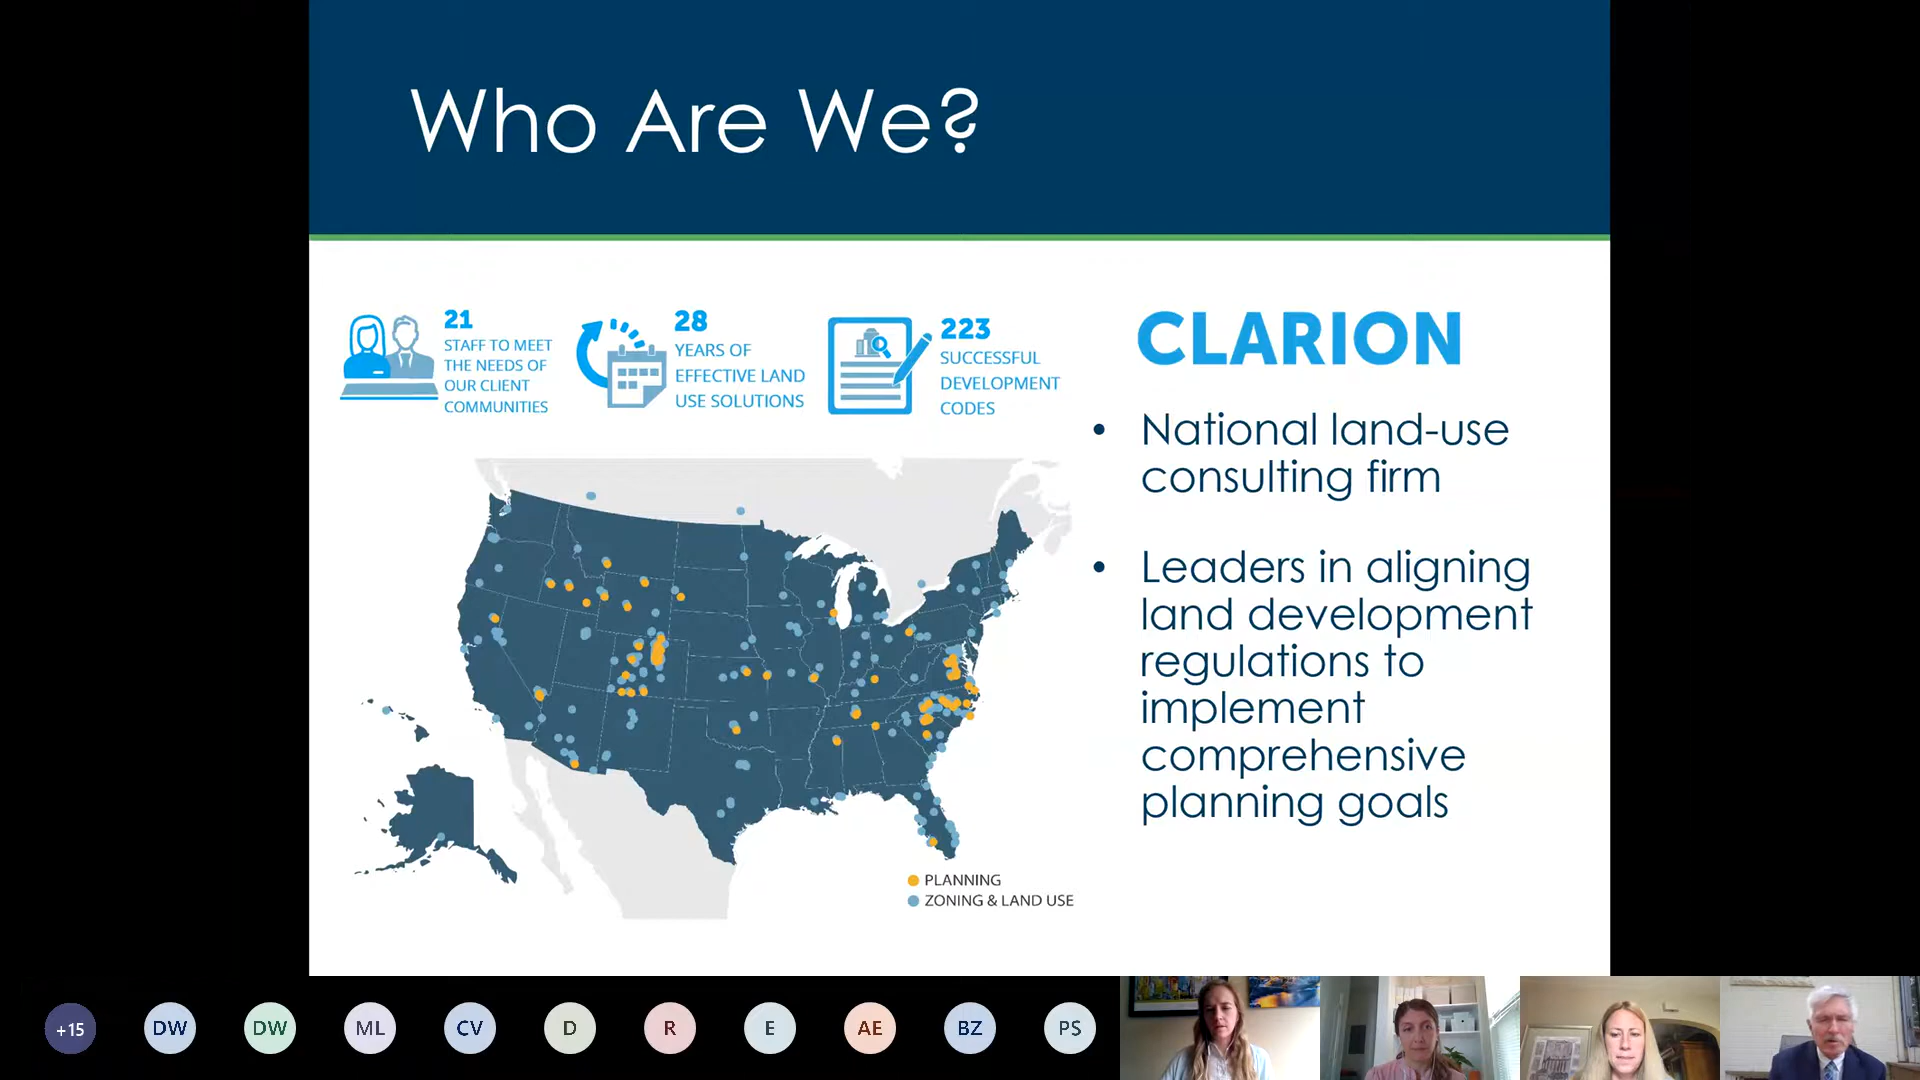 Who Are We?
21
STAFF TO MEET
THE NEEDS OF
OUR CLIENT
COMMUNITIES
28
YEARS OF
EFFECTIVE LAND
USE SOLUTIONS
223
SUCCESSFUL
DEVELOPMENT
CODES
CLARION
• National land-use
consulting firm
• Leaders in aligning
land development
regulations to
implement
comprehensive
planning goals
PLANNING
ZONING & LAND USE
+15
DW
DW
ML
CV
D
R
E
AE
BZ
PS